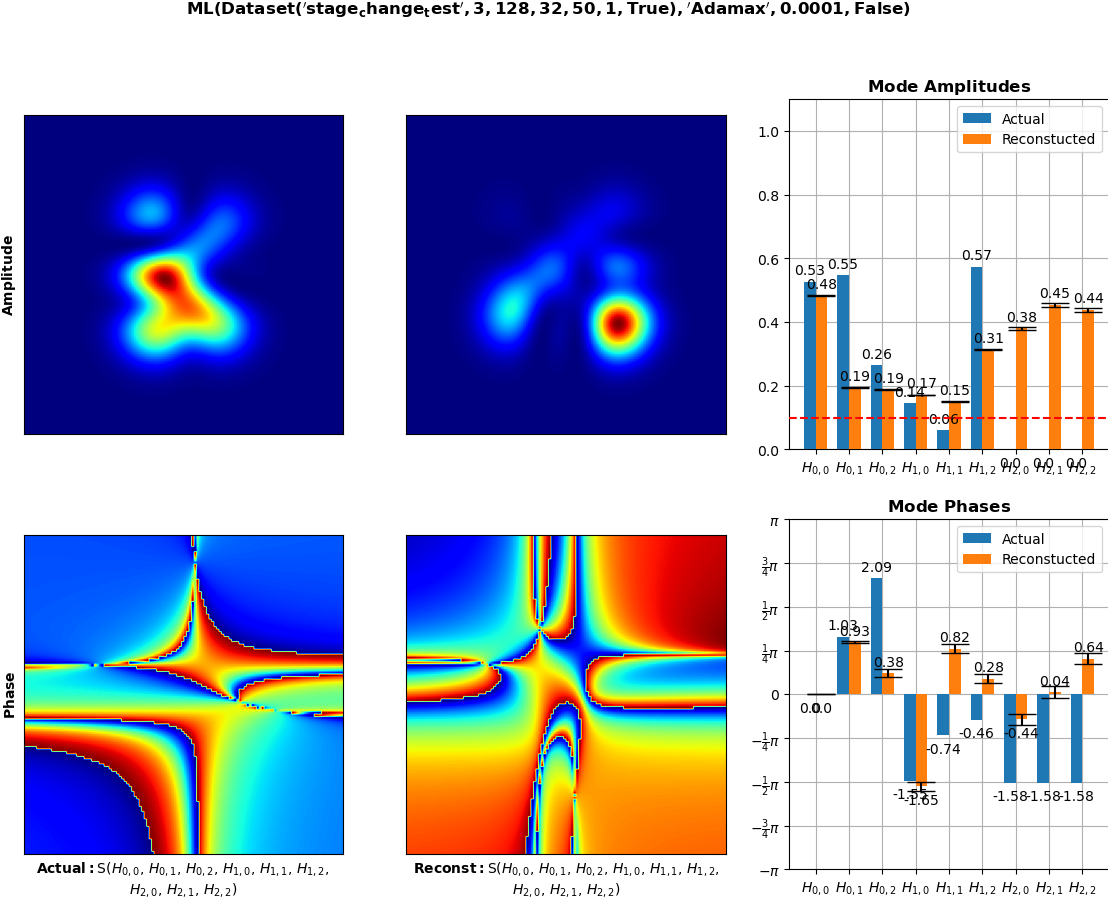 ML(Dataset('stage_change_test', 3, 128, 32, 50, 1, True), 'Adamax', 0.0001, False)
Amplitude
Mode Amplitudes
Actual
Reconstucted
1.0
0.8
0.6
0.4
0.2
0.0
0.53 0.55 0.26 0.14 0.06 0.57 0.0 0.0 0.0
0.48 0.19 0.19 0.17 0.15 0.31 0.38 0.45 0.44
H0,0 H0,1 H0,2 H1,0 H1,1 H1,2 H2,0 H2,1 H2,2
Phase
Mode Phases
Actual
Reconstucted
π
3/4π
1/2π
1/4π
0
−1/4π
−1/2π
−3/4π
−π
0.0 1.03 2.09 -1.55 -0.74 -0.46 -1.58 -1.58 -1.58
0.0 0.93 0.38 -1.65 0.82 0.28 -0.44 0.04 0.64
H0,0 H0,1 H0,2 H1,0 H1,1 H1,2 H2,0 H2,1 H2,2
Actual: S(H0,0, H0,1, H0,2, H1,0, H1,1, H1,2,
H2,0, H2,1, H2,2)
Reconst: S(H0,0, H0,1, H0,2, H1,0, H1,1, H1,2,
H2,0, H2,1, H2,2)